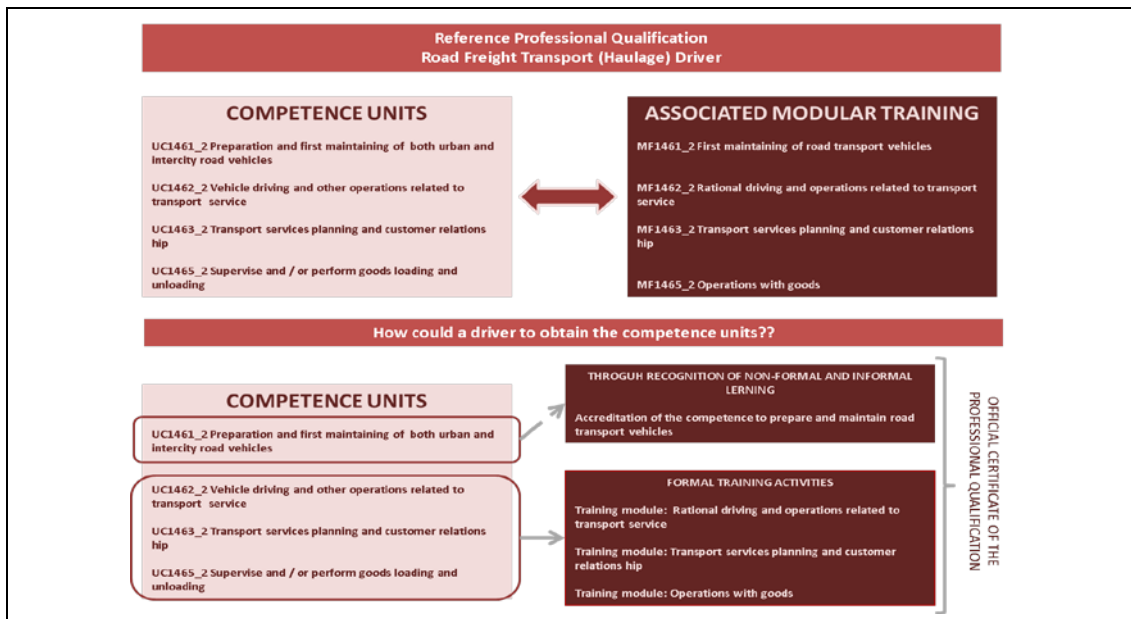 Reference Professional Qualification
Road Freight Transport (Haulage) Driver
COMPETENCE UNITS
UC1461_2 Preparation and first maintaining of both urban and
intercity road vehicles
UC1462_2 Vehicle driving and other operations related to
transport service
UC1463_2 Transport services planning and customer relations
hip
UC1465_2 Supervise and / or perform goods loading and
unloading
ASSOCIATED MODULAR TRAINING
MF1461_2 First maintaining of road transport vehicles
MF1462_2 Rational driving and operations related to transport
service
MF1463_2 Transport services planning and customer relations
hip
MF1465_2 Operations with goods
How could a driver to obtain the competence units??
COMPETENCE UNITS
UC1461_2 Preparation and first maintaining of both urban and
intercity road vehicles
UC1462_2 Vehicle driving and other operations related to
transport service
UC1463_2 Transport services planning and customer relations
hip
UC1465_2 Supervise and / or perform goods loading and
unloading
THROGUH RECOGNITION OF NON-FORMAL AND INFORMAL
LERNING
Accreditation of the competence to prepare and maintain road
transport vehicles
FORMAL TRAINING ACTIVITIES
Training module: Rational driving and operations related to
transport service
Training module: Transport services planning and customer
relations hip
Training module: Operations with goods
OFFICIAL CERTIFICATE OF THE
PROFESSIONAL QUALIFICATION